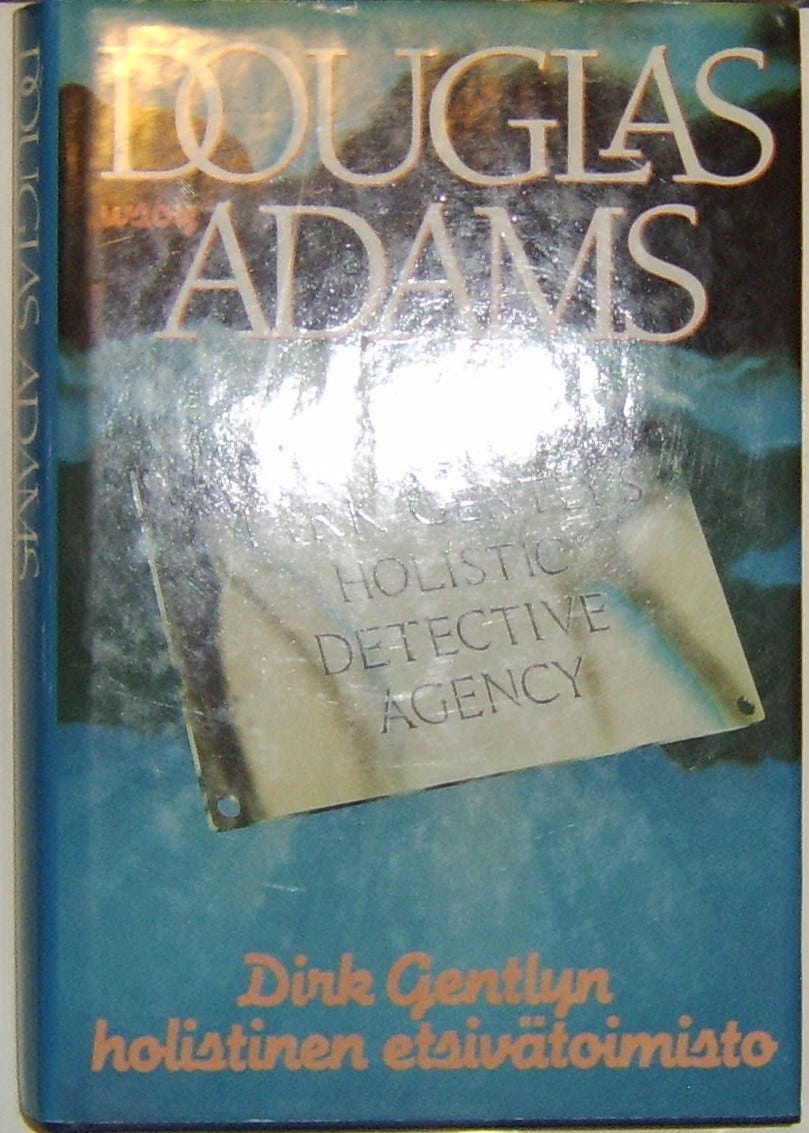 DOUGLAS
ADAMS
DOUGLAS ADAMS
HOLISTIC
DETECTIVE
AGENCY
Dirk Gentlyn
holistinen etsivätoimisto